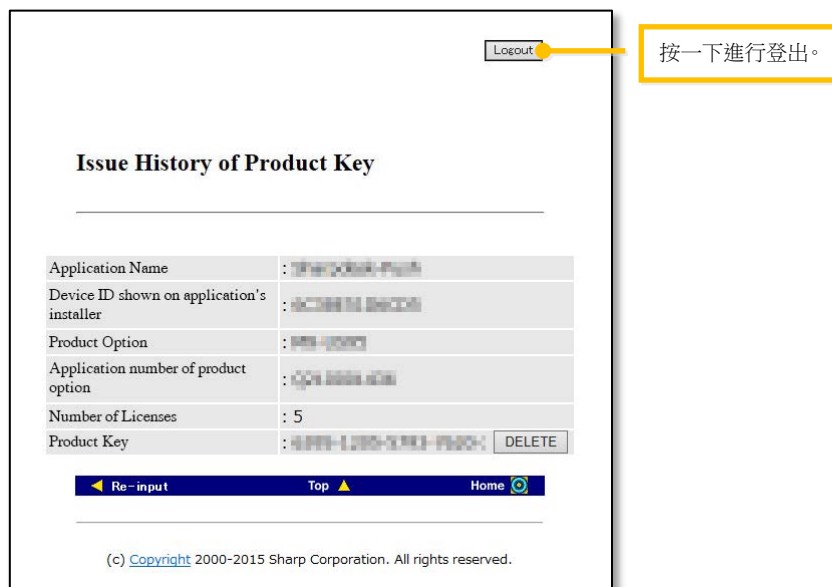 Logout
按一下進行登出。
Issue History of Product Key
Application Name :
Device ID shown on application's
installer :
Product Option :
Application number of product
option :
Number of Licenses : 5
Product Key : DELETE
Re-input Top Home
(c) Copyright 2000-2015 Sharp Corporation. All rights reserved.